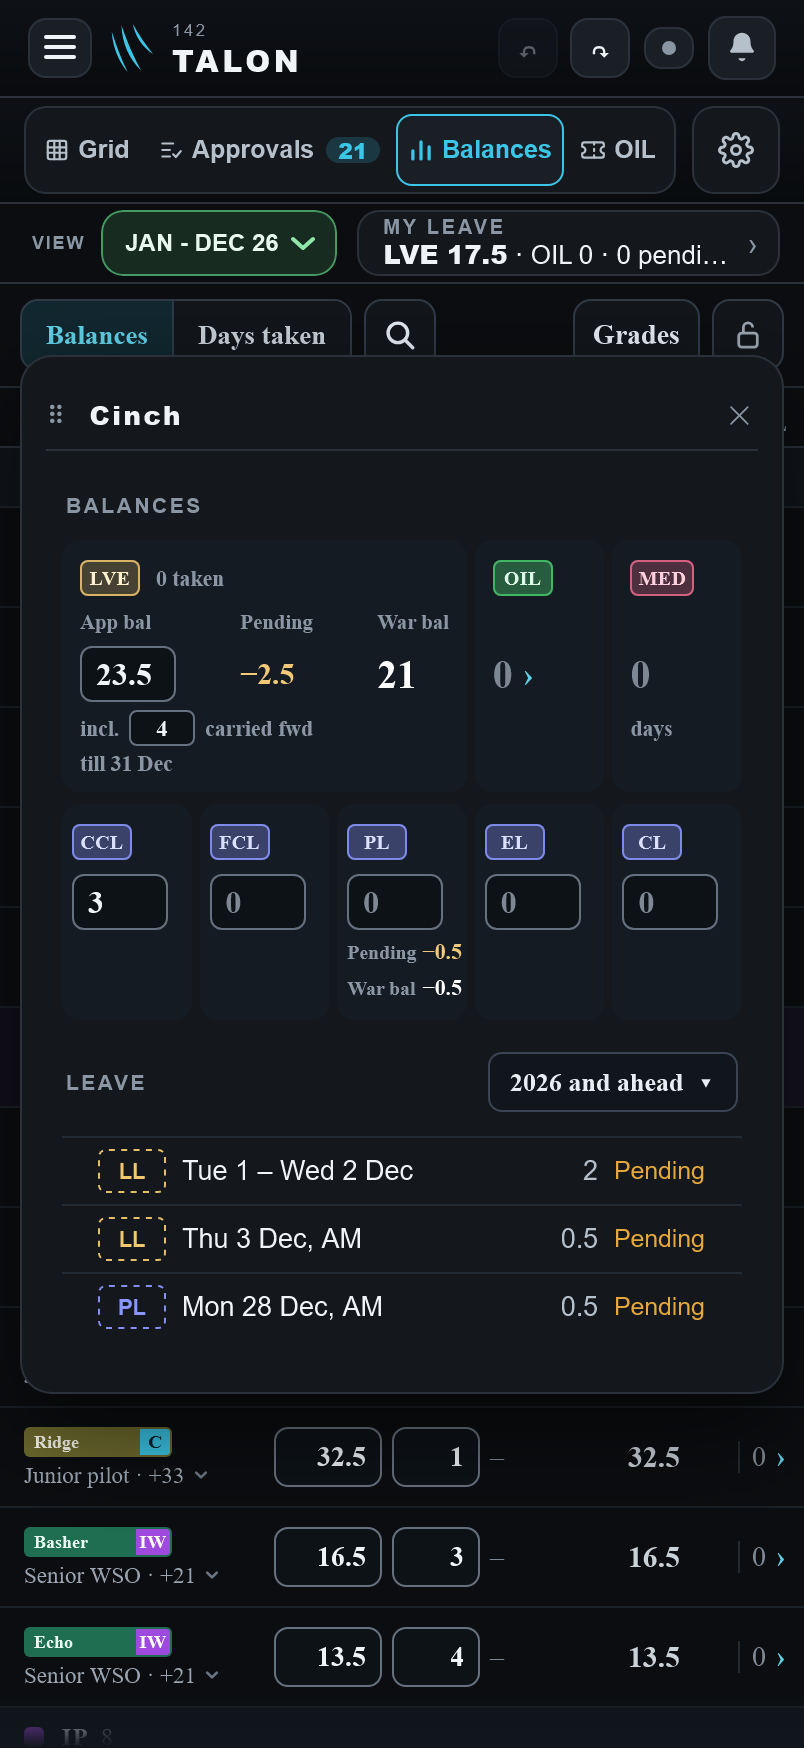 142
TALON
Grid
Approvals 21
Balances
OIL
VIEW
JAN - DEC 26
MY LEAVE
LVE 17.5 · OIL 0 · 0 pendi…
Balances
Days taken
Grades
Cinch
BALANCES
LVE 0 taken
App bal Pending War bal
23.5 −2.5 21
incl. 4 carried fwd
till 31 Dec
OIL
0 ›
MED
0
days
CCL
3
FCL
0
PL
0
Pending −0.5
War bal −0.5
EL
0
CL
0
LEAVE
2026 and ahead
LL Tue 1 – Wed 2 Dec 2 Pending
LL Thu 3 Dec, AM 0.5 Pending
PL Mon 28 Dec, AM 0.5 Pending
Ridge C
Junior pilot · +33
32.5 1 – 32.5 0 ›
Basher IW
Senior WSO · +21
16.5 3 – 16.5 0 ›
Echo IW
Senior WSO · +21
13.5 4 – 13.5 0 ›
IP 8